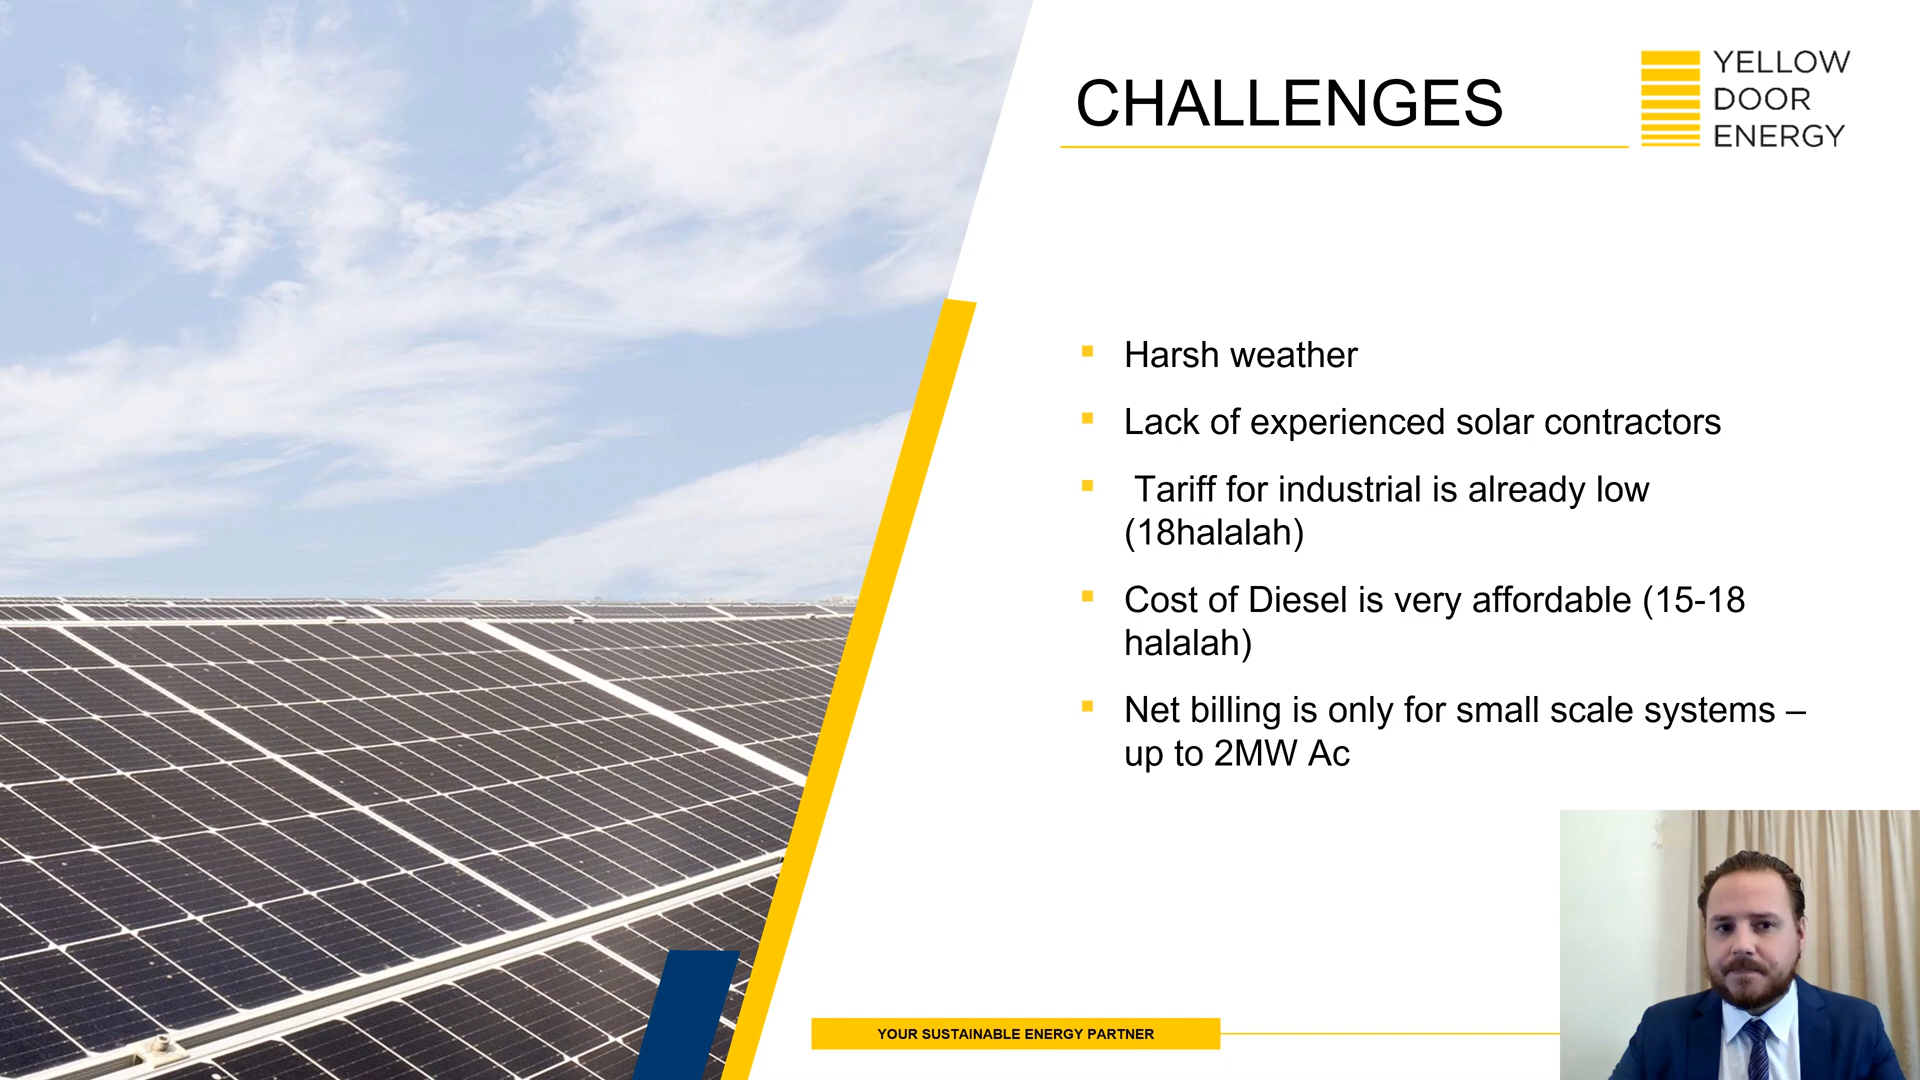 CHALLENGES
YELLOW
DOOR
ENERGY
Harsh weather
Lack of experienced solar contractors
Tariff for industrial is already low
(18halalah)
Cost of Diesel is very affordable (15-18
halalah)
Net billing is only for small scale systems –
up to 2MW Ac
YOUR SUSTAINABLE ENERGY PARTNER